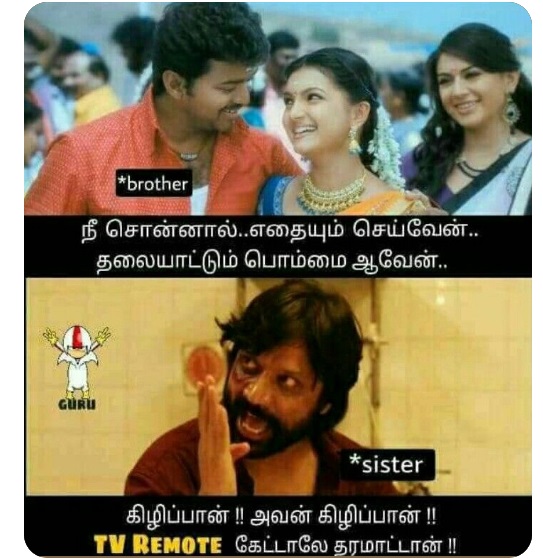 *brother
நீ சொன்னால்..எதையும் செய்வேன்..
தலையாட்டும் பொம்மை ஆவேன்..
GURU
*sister
கிழிப்பான் !! அவன் கிழிப்பான் !!
TV REMOTE கேட்டாலே தரமாட்டான் !!